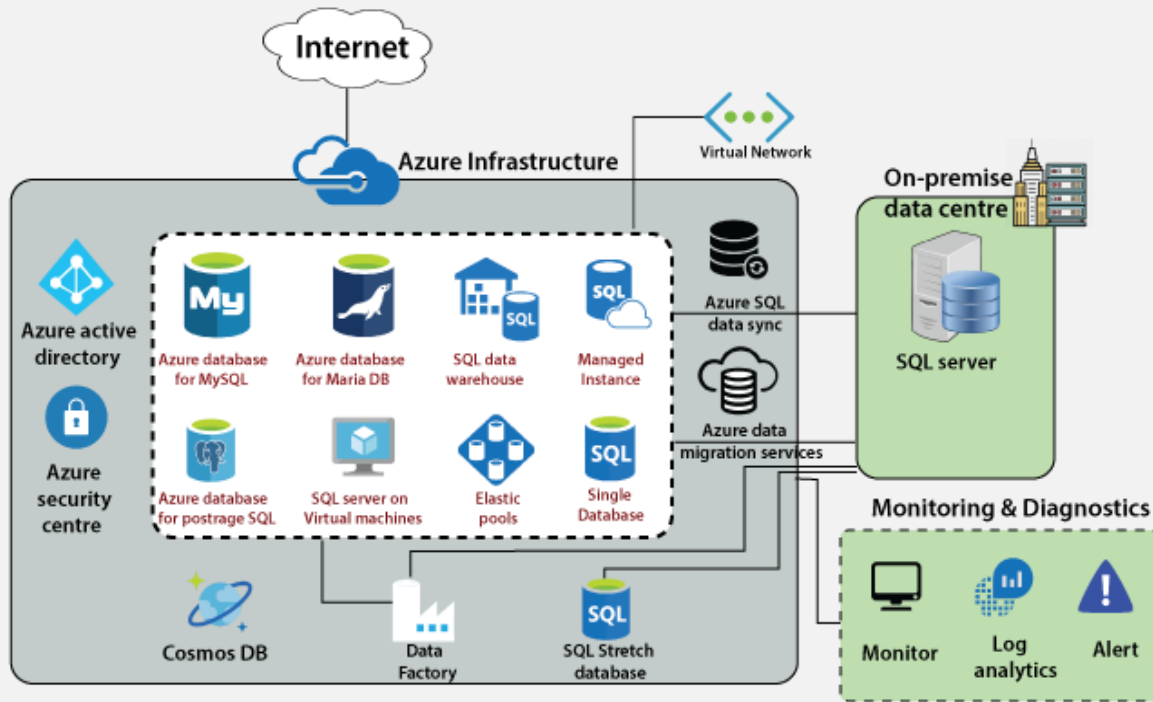 Internet
Azure Infrastructure
Virtual Network
On-premise
data centre
Azure active
directory
Azure
security
centre
My
Azure database
for MySQL
Azure database
for Maria DB
SQL
SQL data
warehouse
SQL
Managed
Instance
Azure database
for postrage SQL
SQL server on
Virtual machines
Elastic
pools
SQL
Single
Database
Azure SQL
data sync
Azure data
migration services
SQL server
Cosmos DB
Data
Factory
SQL
SQL Stretch
database
Monitoring & Diagnostics
Monitor
Log
analytics
Alert